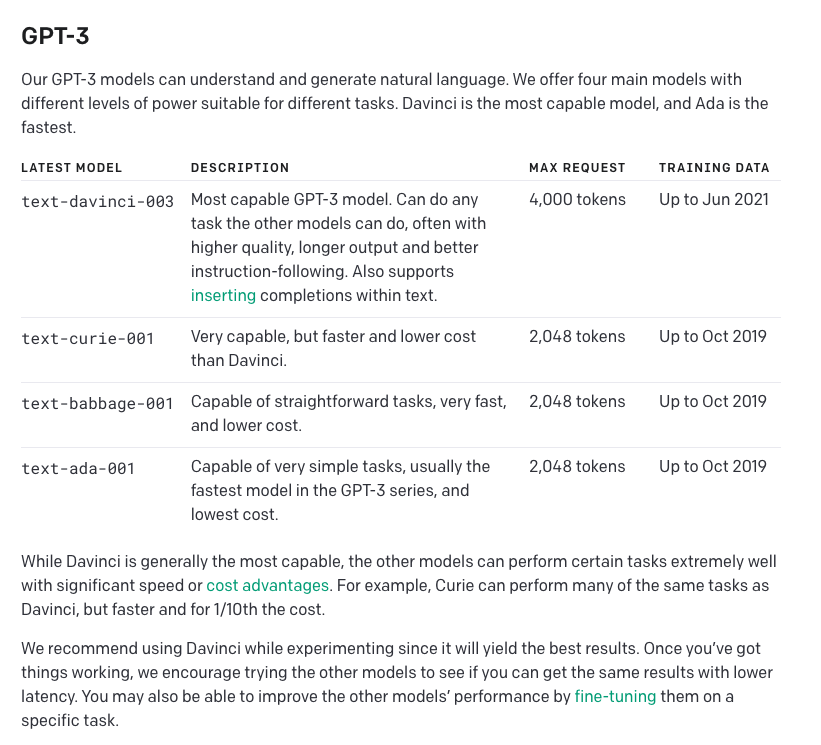 GPT-3
Our GPT-3 models can understand and generate natural language. We offer four main models with
different levels of power suitable for different tasks. Davinci is the most capable model, and Ada is the
fastest.
LATEST MODEL DESCRIPTION MAX REQUEST TRAINING DATA
text-davinci-003 Most capable GPT-3 model. Can do any 4,000 tokens Up to Jun 2021
task the other models can do, often with
higher quality, longer output and better
instruction-following. Also supports
inserting completions within text.
text-curie-001 Very capable, but faster and lower cost 2,048 tokens Up to Oct 2019
than Davinci.
text-babbage-001 Capable of straightforward tasks, very fast, 2,048 tokens Up to Oct 2019
and lower cost.
text-ada-001 Capable of very simple tasks, usually the 2,048 tokens Up to Oct 2019
fastest model in the GPT-3 series, and
lowest cost.
While Davinci is generally the most capable, the other models can perform certain tasks extremely well
with significant speed or cost advantages. For example, Curie can perform many of the same tasks as
Davinci, but faster and for 1/10th the cost.
We recommend using Davinci while experimenting since it will yield the best results. Once you've got
things working, we encourage trying the other models to see if you can get the same results with lower
latency. You may also be able to improve the other models' performance by fine-tuning them on a
specific task.